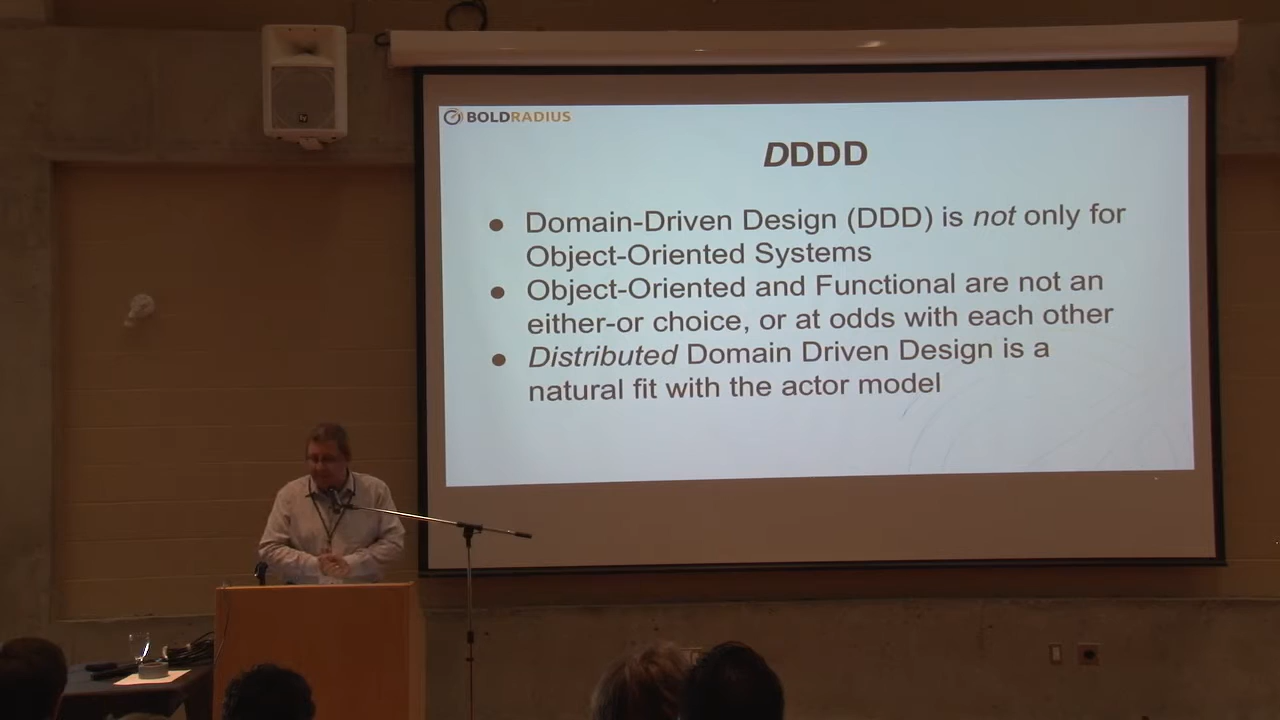 BOLDRADIUS
DDDD
● Domain-Driven Design (DDD) is not only for
Object-Oriented Systems
● Object-Oriented and Functional are not an
either-or choice, or at odds with each other
● Distributed Domain Driven Design is a
natural fit with the actor model